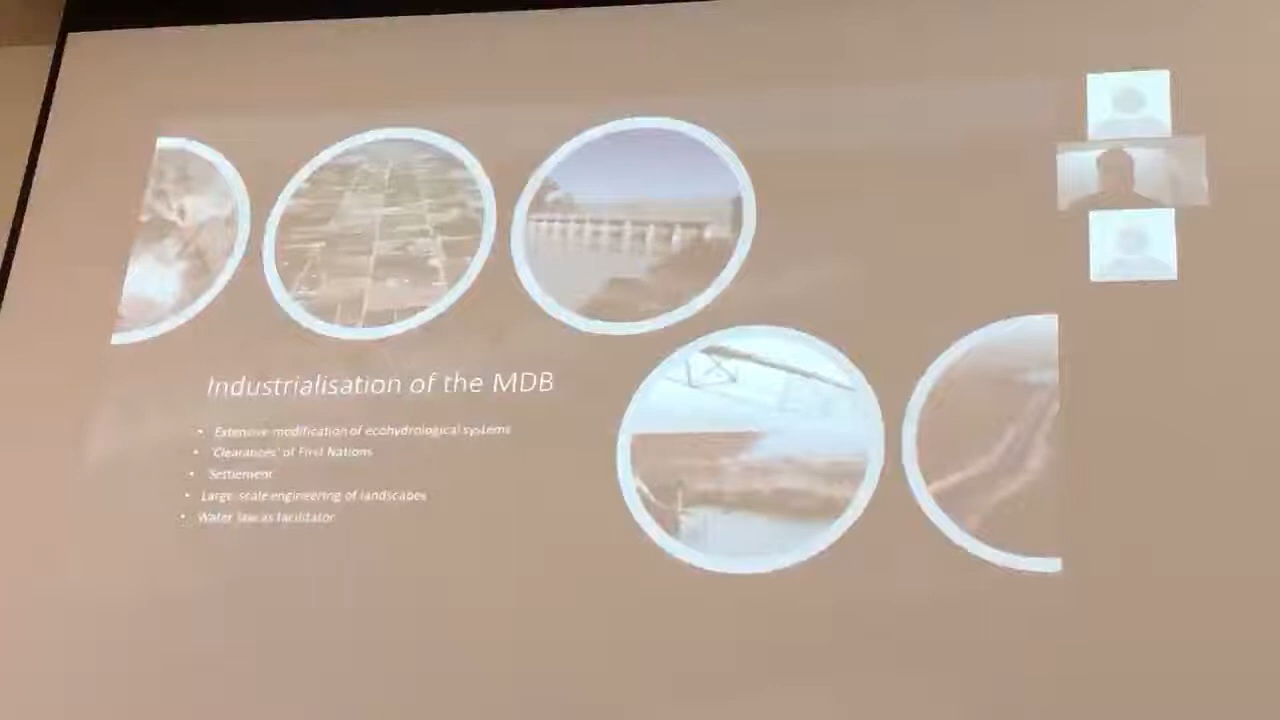 Industrialisation of the MDB
• Extensive modification of ecohydrological systems
• 'Clearances' of First Nations
• Settlement
• Large-scale engineering of landscapes
• Water law as facilitator